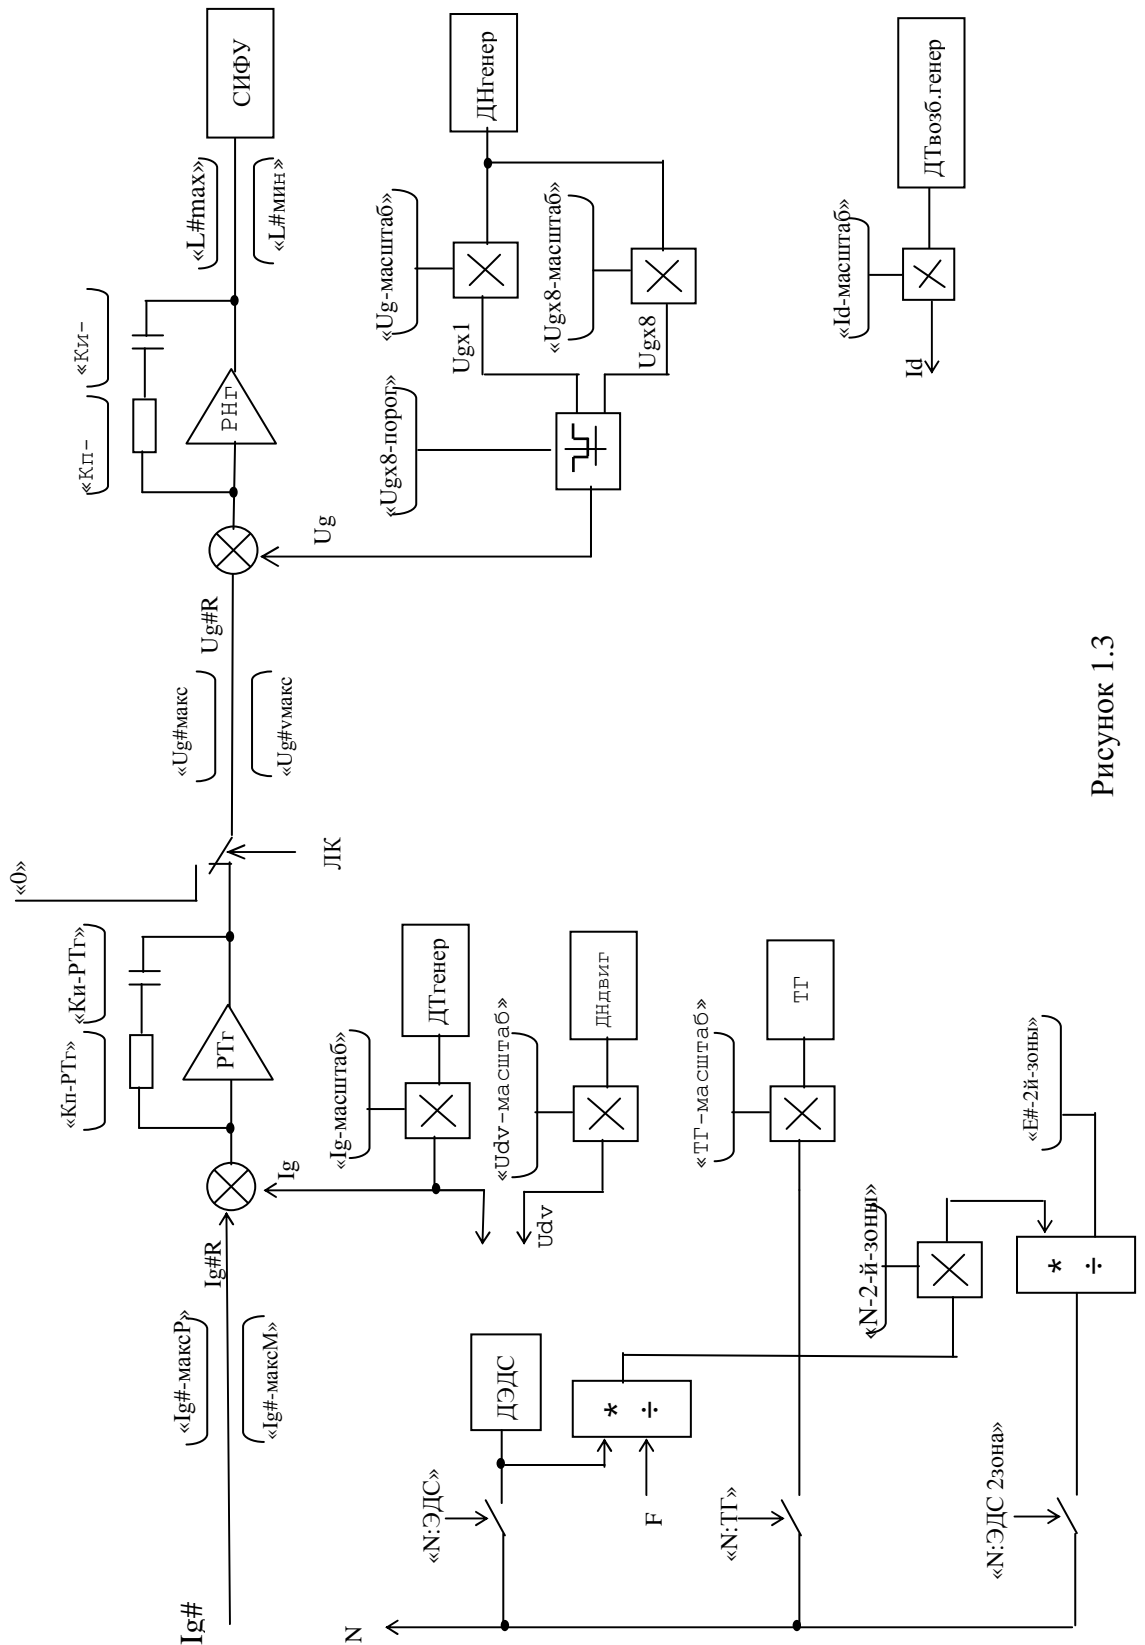 Ig#
«Ig#-максР»
«Ig#-максМ»
Ig#R
Ig
«Кп-РТг»
«Ки-РТг»
РТг
«0»
ЛК
«Ug#макс
«Ug#vмакс
Ug#R
Ug
«Кп-
«КИ-
РНг
«L#max»
«L#мин»
СИФУ
«Ig-масштаб»
ДТгенер
«Udv-масштаб»
ДНдвиг
Udv
«Ugx8-порог»
Ugx1
Ugx8
«Ug-масштаб»
«Ugx8-масштаб»
ДНгенер
«ТГ-масштаб»
ТГ
Id
«Id-масштаб»
ДТвозб.генер
N
«N:ЭДС»
ДЭДС
F
* ÷
«N:ТГ»
«N-2-й-зоны»
«N:ЭДС 2зона»
* ÷
«E#-2й-зоны»
Рисунок 1.3